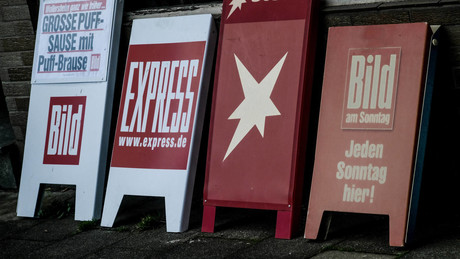 GROSSE PUFF-
SAUSE mit
Puff-Brause
Bild
EXPRESS
www.express.de
Bild
am Sonntag
Jeden
Sonntag
hier!